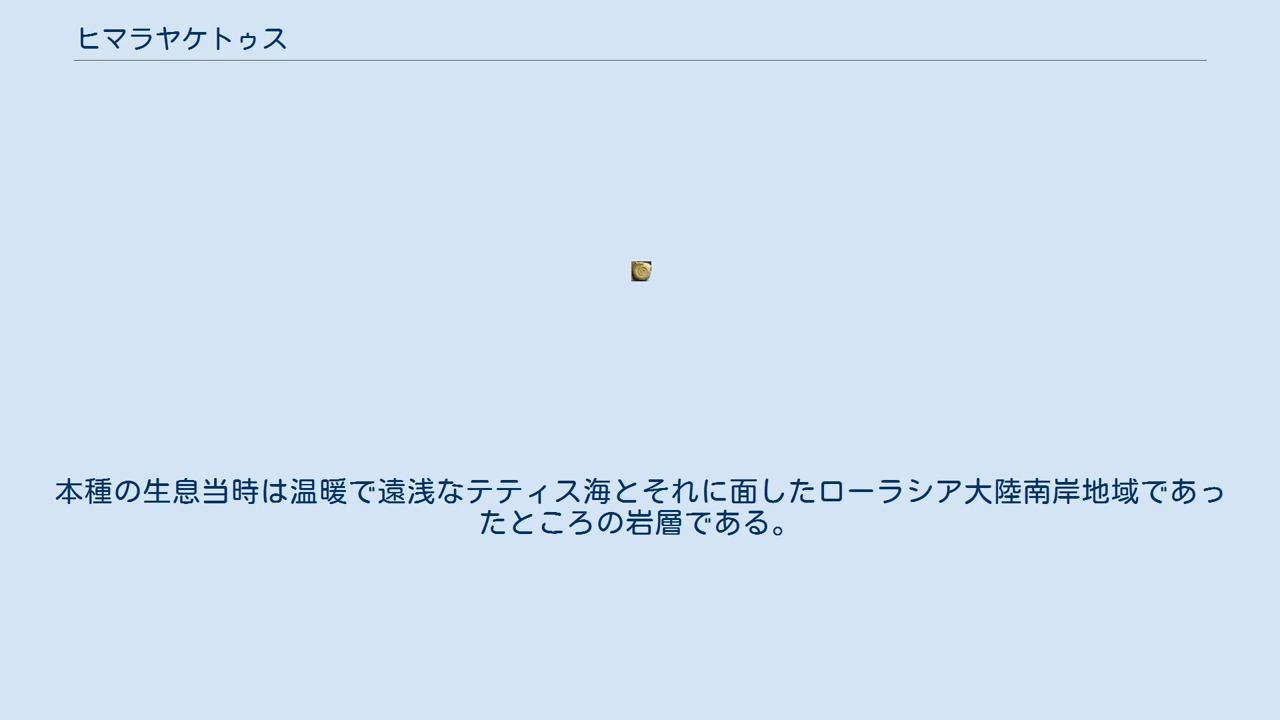 ヒマラヤケトゥス
本種の生息当時は温暖で遠浅なテティス海とそれに面したローラシア大陸南岸地域であっ
たところの岩層である。